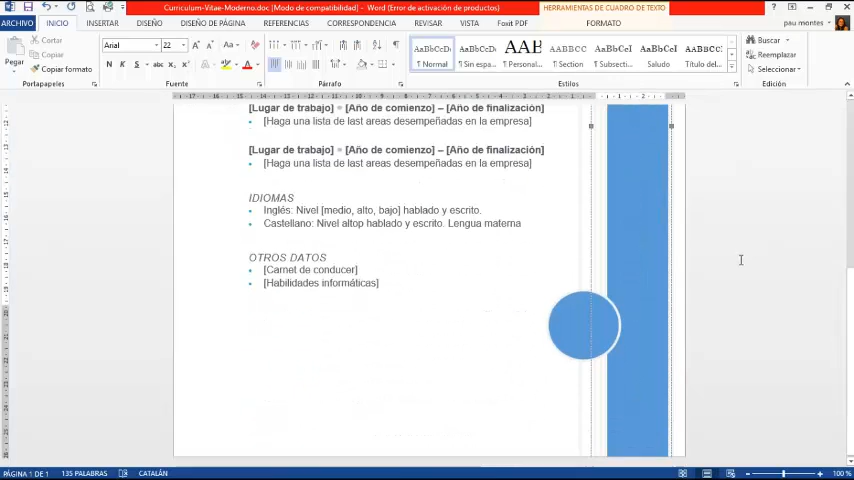 Curriculum-Vitae-Moderno.doc [Modo de compatibilidad] - Word (Error de activación de productos)
HERRAMIENTAS DE CUADRO DE TEXTO
ARCHIVO INICIO INSERTAR DISEÑO DISEÑO DE PÁGINA REFERENCIAS CORRESPONDENCIA REVISAR VISTA Foxit PDF FORMATO pau montes
Pegar
Cortar
Copiar
Copiar formato
Portapapeles
Arial 22
N K S abc
Fuente
Párrafo
AaBbCcDc AaBbCcDc AAB AABBCC AaBbCcI AaBbCcI AABBCC:
¶ Normal ¶ Sin espa... ¶ Personal... ¶ Section ¶ Subsecti... Saludo Título del...
Estilos
Buscar
Reemplazar
Seleccionar
Edición
[Lugar de trabajo] = [Año de comienzo] – [Año de finalización]
• [Haga una lista de last areas desempeñadas en la empresa]
[Lugar de trabajo] = [Año de comienzo] – [Año de finalización]
• [Haga una lista de last areas desempeñadas en la empresa]
IDIOMAS
• Inglés: Nivel [medio, alto, bajo] hablado y escrito.
• Castellano: Nivel altop hablado y escrito. Lengua materna
OTROS DATOS
• [Carnet de conducer]
• [Habilidades informáticas]
PÁGINA 1 DE 1 135 PALABRAS CATALÁN 100 %